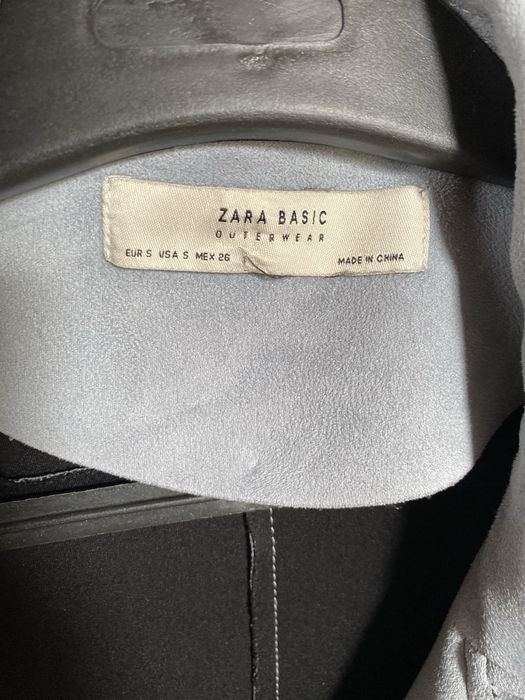 ZARA BASIC
OUTERWEAR
EUR S USA S MEX 26 MADE IN CHINA